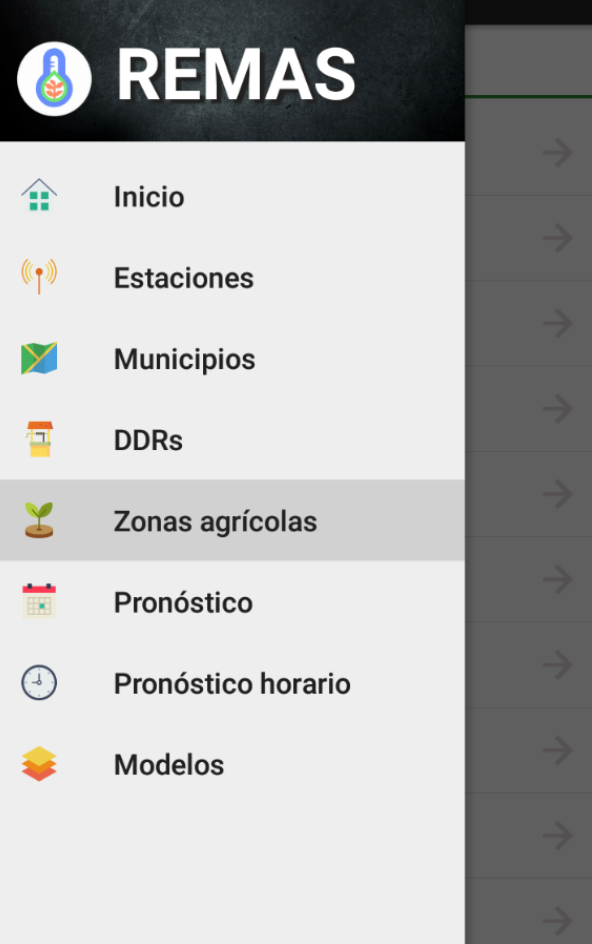 REMAS
Inicio
Estaciones
Municipios
DDRs
Zonas agrícolas
Pronóstico
Pronóstico horario
Modelos